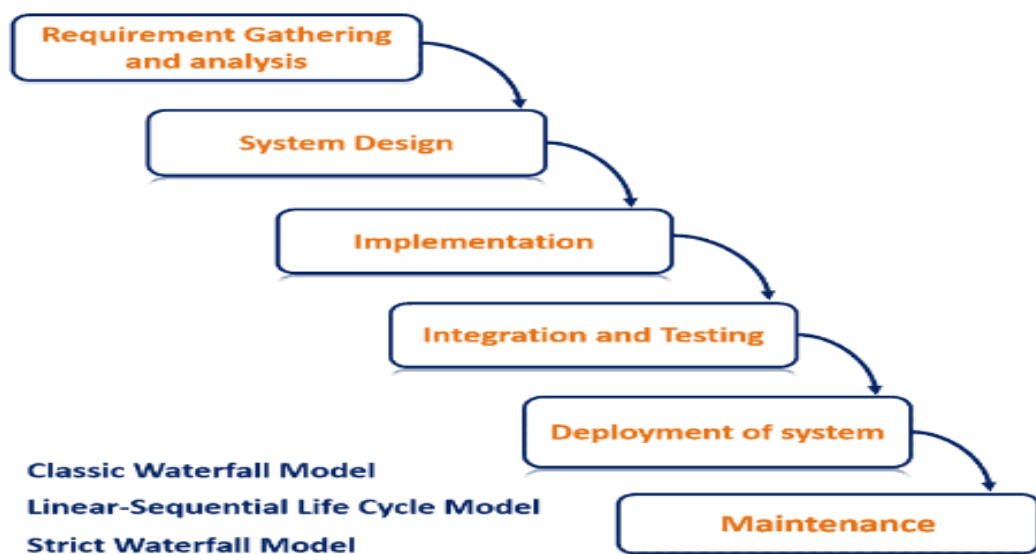 Requirement Gathering
and analysis
System Design
Implementation
Integration and Testing
Deployment of system
Maintenance
Classic Waterfall Model
Linear-Sequential Life Cycle Model
Strict Waterfall Model